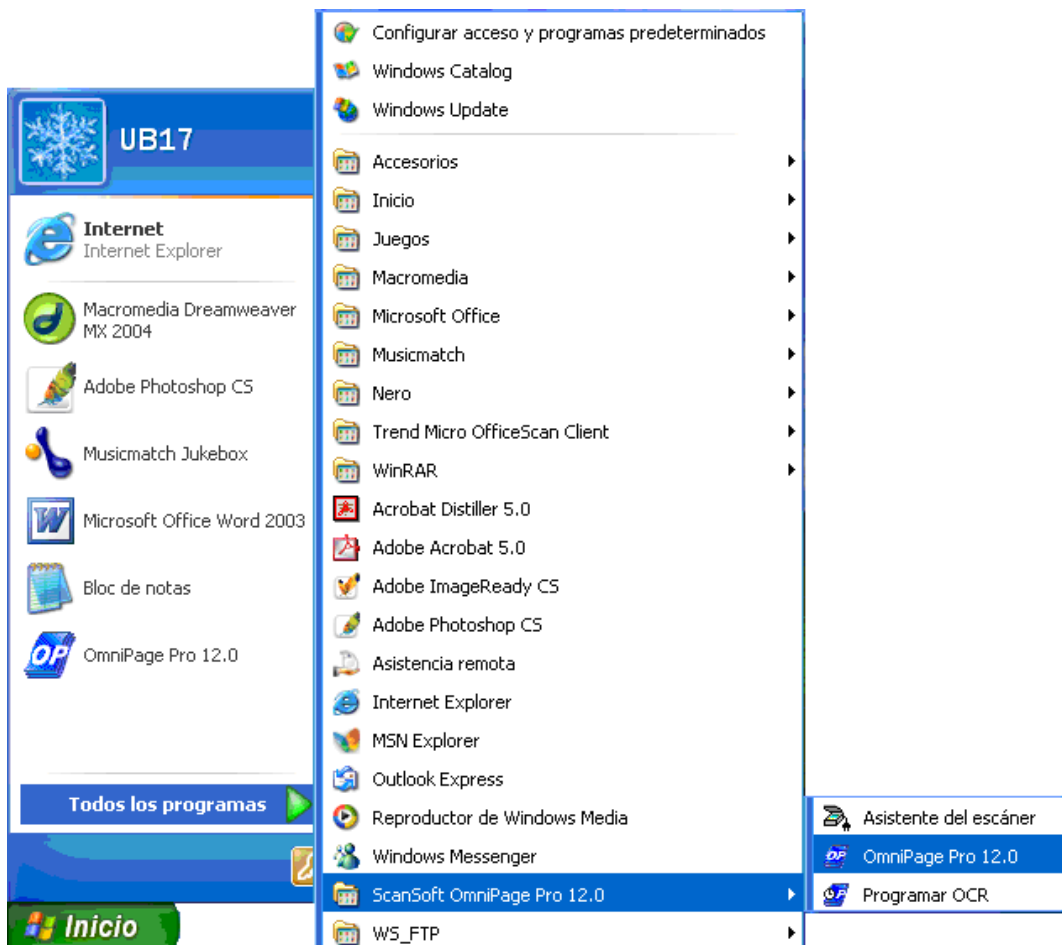 UB17
Internet
Internet Explorer
Macromedia Dreamweaver
MX 2004
Adobe Photoshop CS
Musicmatch Jukebox
Microsoft Office Word 2003
Bloc de notas
OmniPage Pro 12.0
Todos los programas
Inicio
Configurar acceso y programas predeterminados
Windows Catalog
Windows Update
Accesorios
Inicio
Juegos
Macromedia
Microsoft Office
Musicmatch
Nero
Trend Micro OfficeScan Client
WinRAR
Acrobat Distiller 5.0
Adobe Acrobat 5.0
Adobe ImageReady CS
Adobe Photoshop CS
Asistencia remota
Internet Explorer
MSN Explorer
Outlook Express
Reproductor de Windows Media
Windows Messenger
ScanSoft OmniPage Pro 12.0
WS_FTP
Asistente del escáner
OmniPage Pro 12.0
Programar OCR